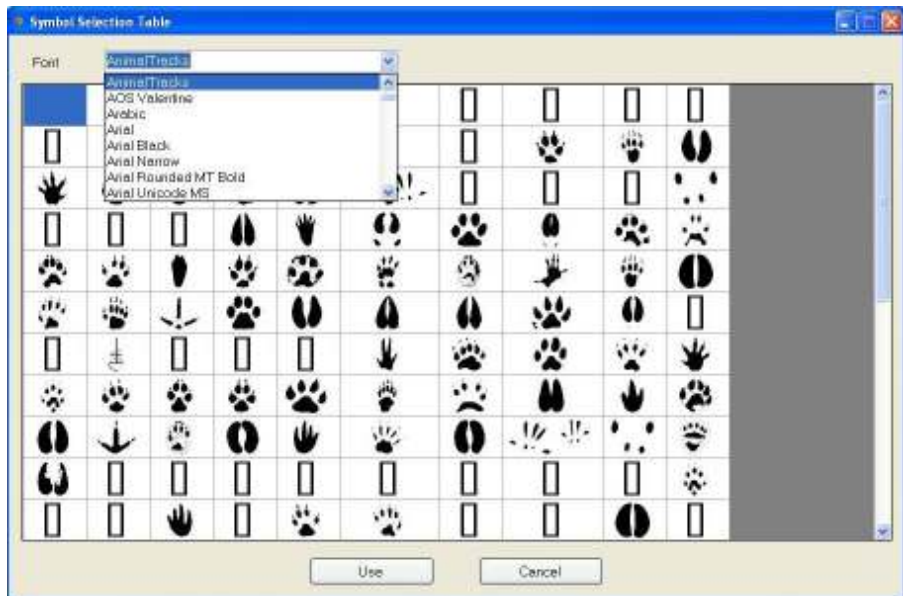 Symbol Selection Table
Font
AnimalTracks
AnimalTracks
AOS Valentine
Arabic
Arial
Arial Black
Arial Narrow
Arial Rounded MT Bold
Arial Unicode MS
Use
Cancel